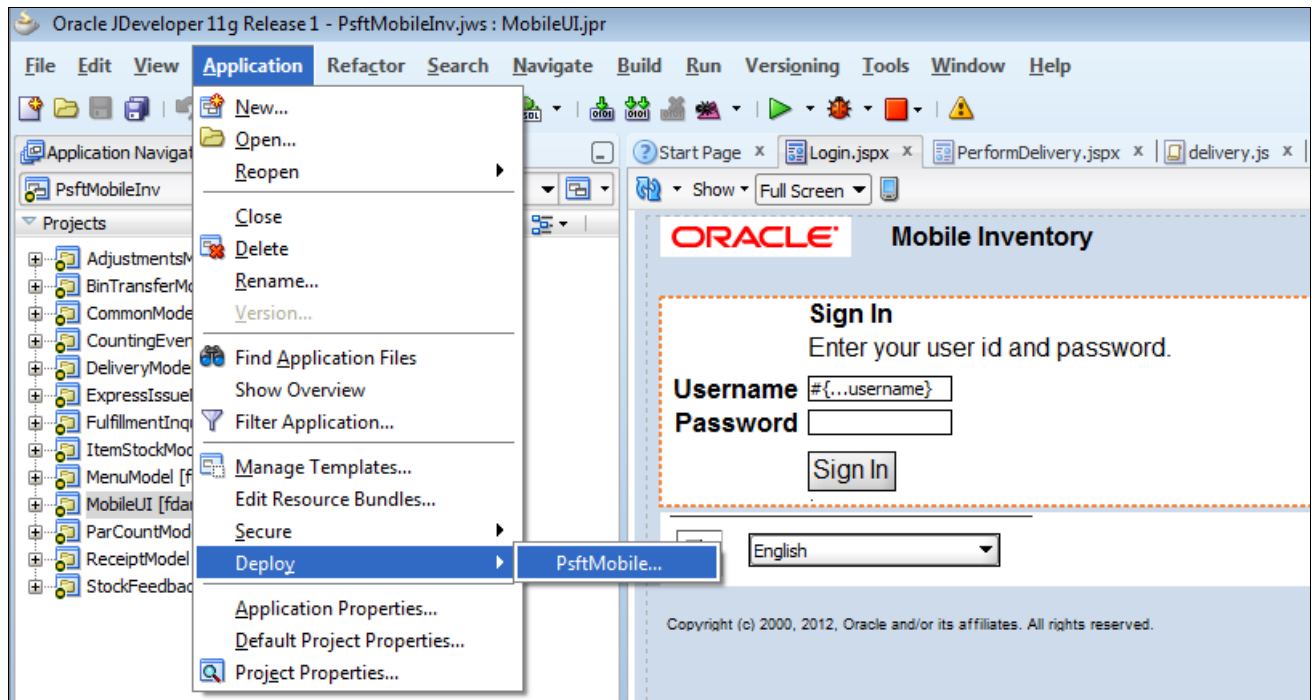 Oracle JDeveloper 11g Release 1 - PsftMobileInv.jws : MobileUI.jpr
File Edit View Application Refactor Search Navigate Build Run Versioning Tools Window Help
New...
Open...
Reopen
Close
Delete
Rename...
Version...
Find Application Files
Show Overview
Filter Application...
Manage Templates...
Edit Resource Bundles...
Secure
Deploy
PsftMobile...
Application Properties...
Default Project Properties...
Project Properties...
Application Navigat
PsftMobileInv
Projects
AdjustmentsM
BinTransferMo
CommonMode
CountingEven
DeliveryMode
ExpressIssue
FulfillmentInq
ItemStockMod
MenuModel [f
MobileUI [fda
ParCountMod
ReceiptModel
StockFeedbac
Start Page x Login.jspx x PerformDelivery.jspx x delivery.js x
Show Full Screen
ORACLE Mobile Inventory
Sign In
Enter your user id and password.
Username #{...username}
Password
Sign In
English
Copyright (c) 2000, 2012, Oracle and/or its affiliates. All rights reserved.